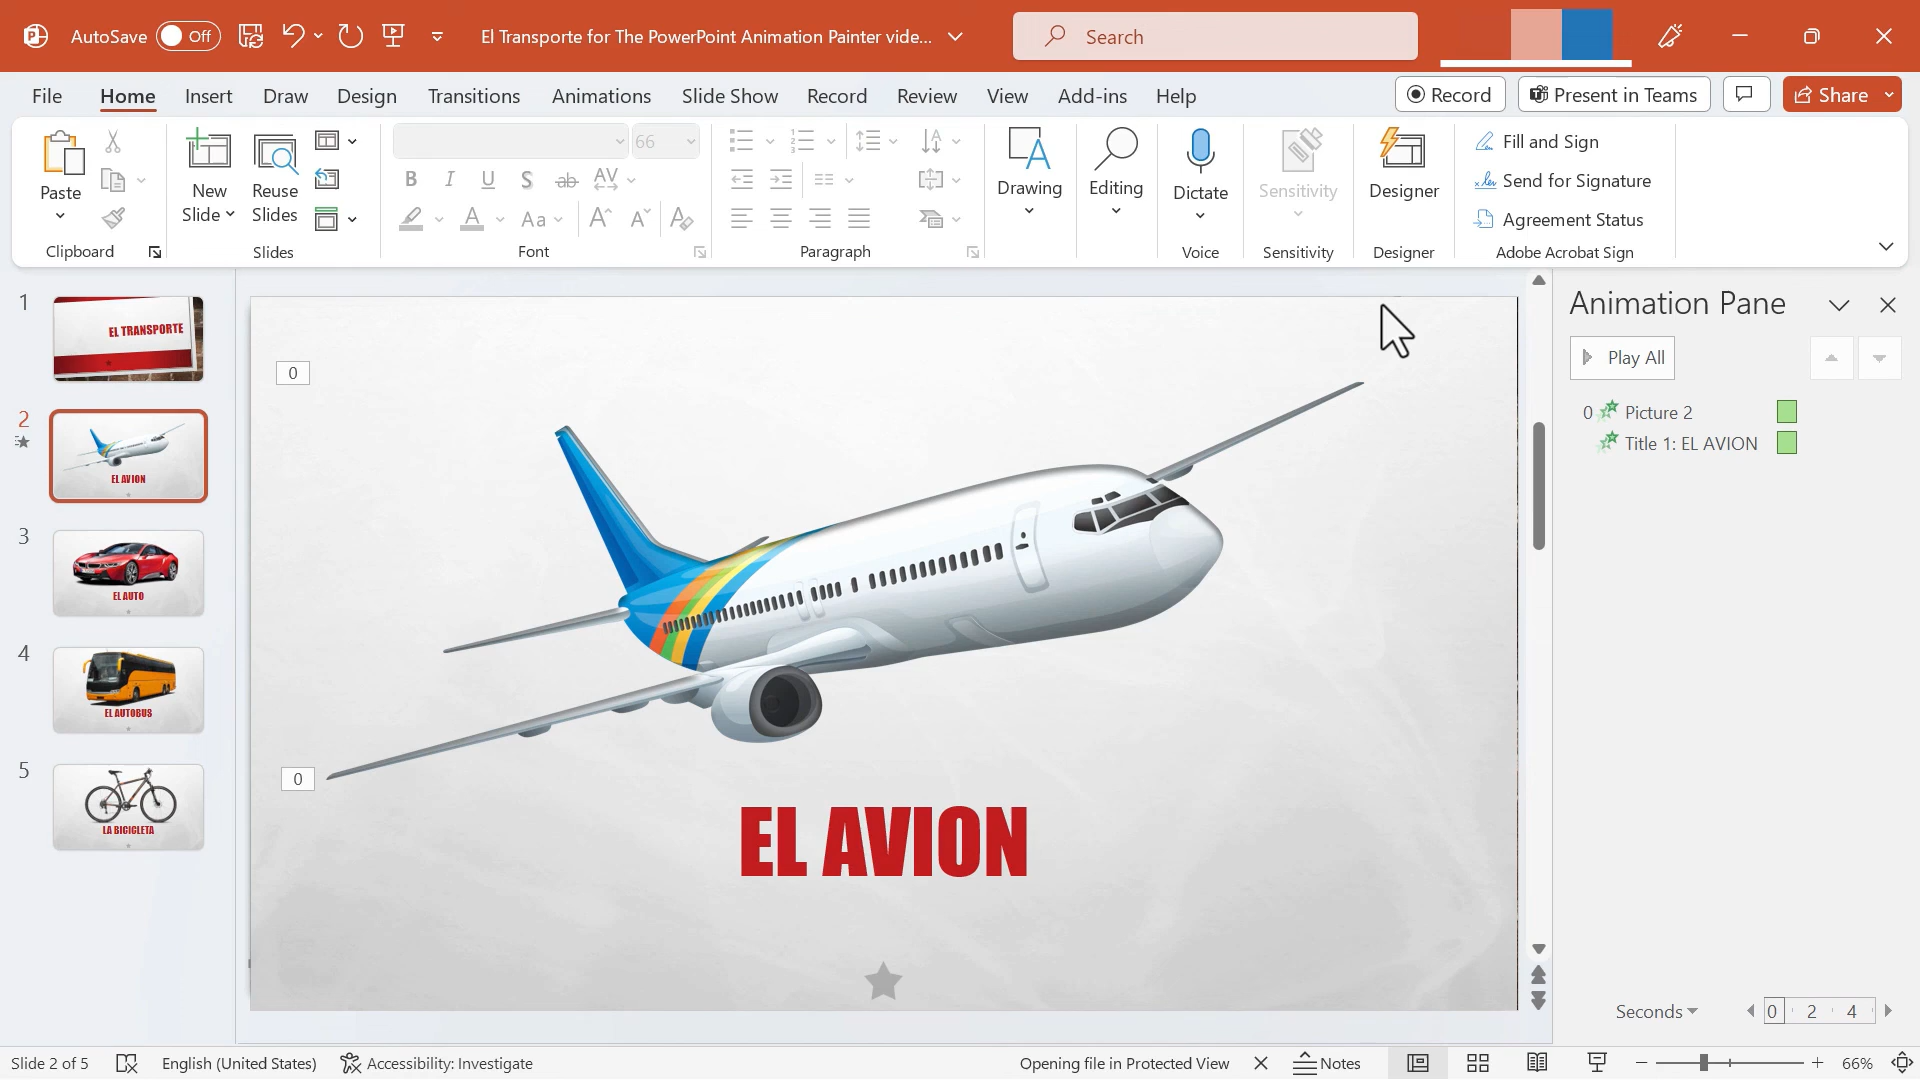 AutoSave Off El Transporte for The PowerPoint Animation Painter vide... Search
File Home Insert Draw Design Transitions Animations Slide Show Record Review View Add-ins Help Record Present in Teams Share
Paste
New Slide
Reuse Slides
66
Drawing
Editing
Dictate
Sensitivity
Designer
Fill and Sign
Send for Signature
Agreement Status
Clipboard Slides Font Paragraph Voice Sensitivity Designer Adobe Acrobat Sign
1
EL TRANSPORTE
2
EL AVION
3
EL AUTO
4
EL AUTOBUS
5
LA BICICLETA
0
0
EL AVION
Animation Pane
Play All
0 Picture 2
Title 1: EL AVION
Seconds 0 2 4
Slide 2 of 5 English (United States) Accessibility: Investigate Opening file in Protected View Notes 66%